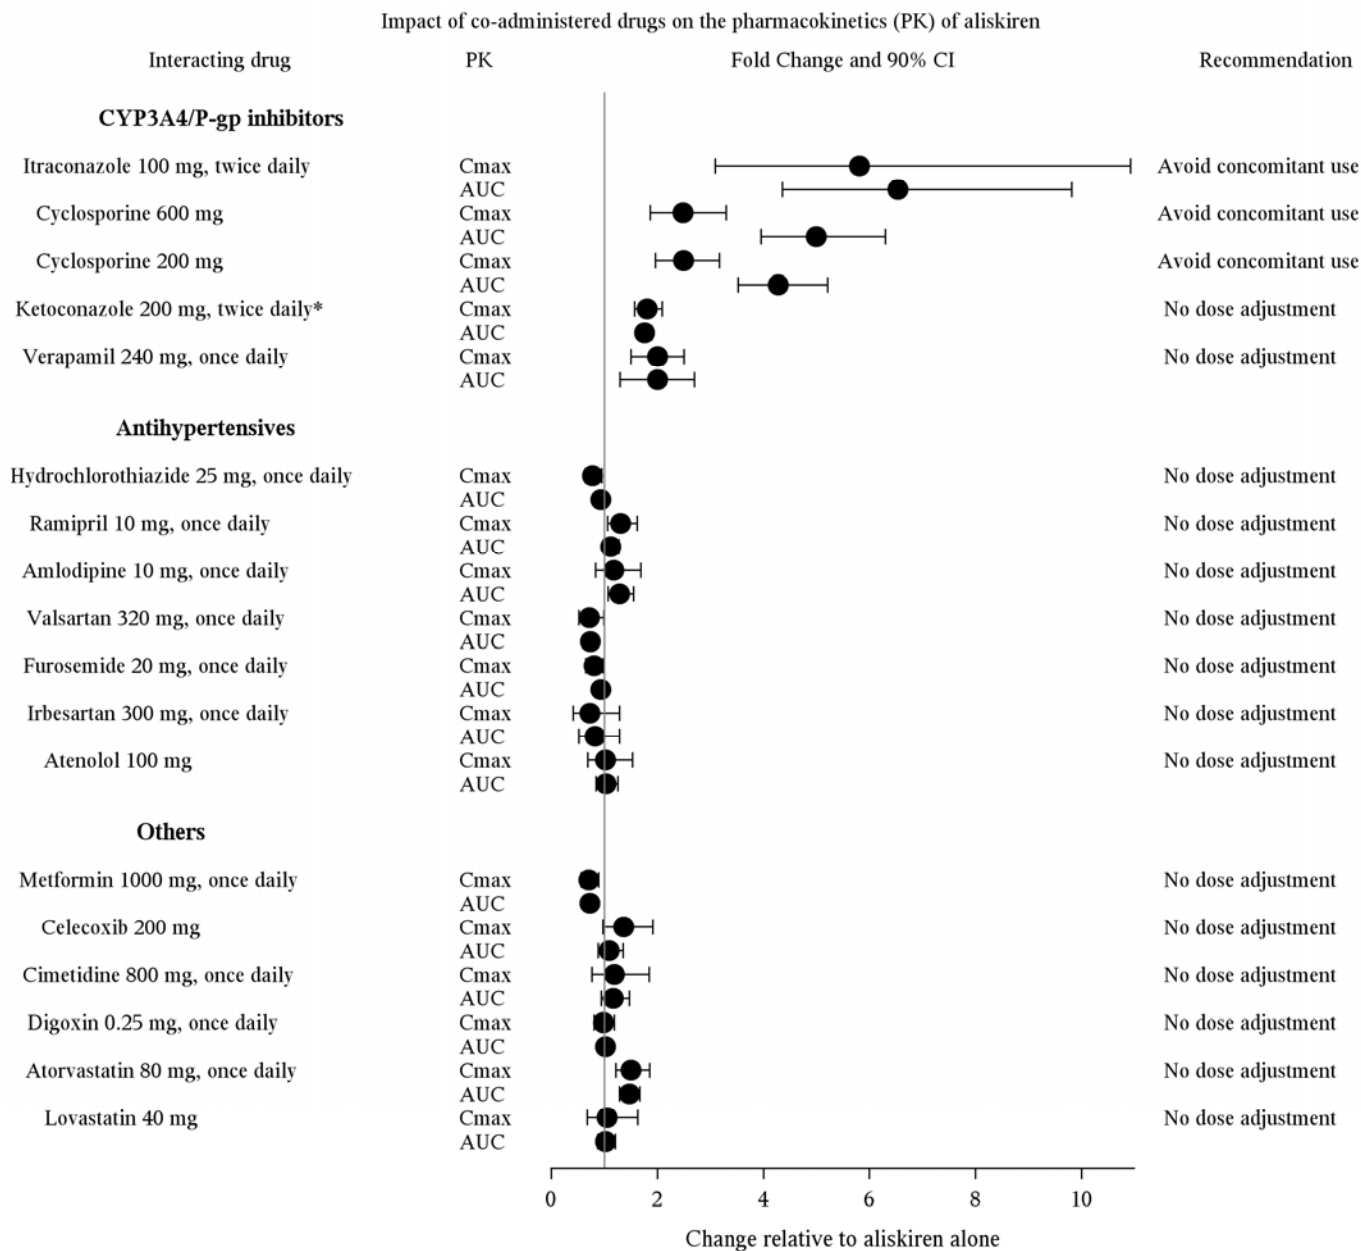 Impact of co-administered drugs on the pharmacokinetics (PK) of aliskiren
Interacting drug PK Fold Change and 90% CI Recommendation
CYP3A4/P-gp inhibitors
Itraconazole 100 mg, twice daily Cmax Avoid concomitant use
AUC
Cyclosporine 600 mg Cmax Avoid concomitant use
AUC
Cyclosporine 200 mg Cmax Avoid concomitant use
AUC
Ketoconazole 200 mg, twice daily* Cmax No dose adjustment
AUC
Verapamil 240 mg, once daily Cmax No dose adjustment
AUC
Antihypertensives
Hydrochlorothiazide 25 mg, once daily Cmax No dose adjustment
AUC
Ramipril 10 mg, once daily Cmax No dose adjustment
AUC
Amlodipine 10 mg, once daily Cmax No dose adjustment
AUC
Valsartan 320 mg, once daily Cmax No dose adjustment
AUC
Furosemide 20 mg, once daily Cmax No dose adjustment
AUC
Irbesartan 300 mg, once daily Cmax No dose adjustment
AUC
Atenolol 100 mg Cmax No dose adjustment
AUC
Others
Metformin 1000 mg, once daily Cmax No dose adjustment
AUC
Celecoxib 200 mg Cmax No dose adjustment
AUC
Cimetidine 800 mg, once daily Cmax No dose adjustment
AUC
Digoxin 0.25 mg, once daily Cmax No dose adjustment
AUC
Atorvastatin 80 mg, once daily Cmax No dose adjustment
AUC
Lovastatin 40 mg Cmax No dose adjustment
AUC
0 2 4 6 8 10
Change relative to aliskiren alone